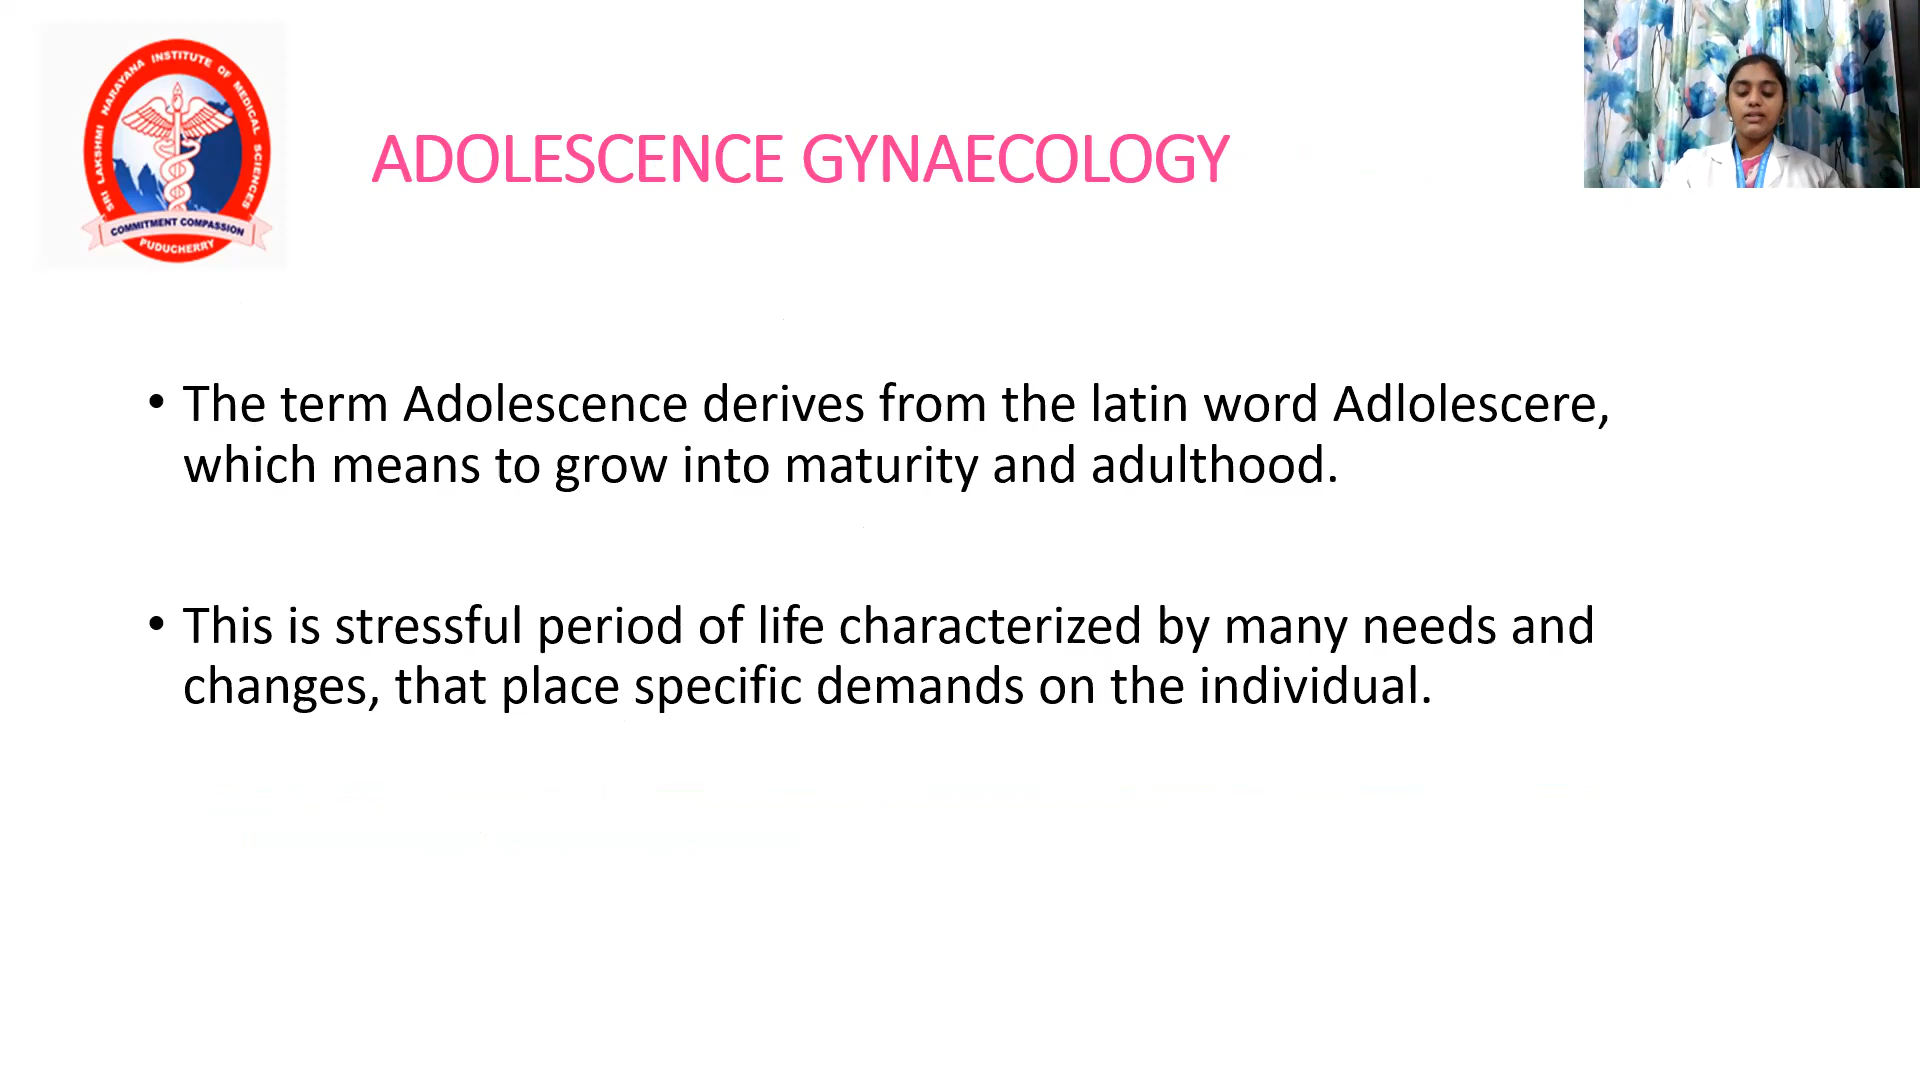 SRI LAKSHMI NARAYANA INSTITUTE OF MEDICAL SCIENCES
COMMITMENT COMPASSION
PUDUCHERRY
ADOLESCENCE GYNAECOLOGY
• The term Adolescence derives from the latin word Adlolescere,
which means to grow into maturity and adulthood.
• This is stressful period of life characterized by many needs and
changes, that place specific demands on the individual.